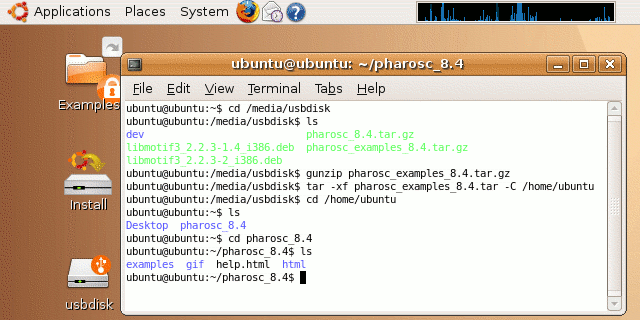 Applications Places System
Examples
Install
usbdisk
ubuntu@ubuntu: ~/pharosc_8.4
File Edit View Terminal Tabs Help
ubuntu@ubuntu:~$ cd /media/usbdisk
ubuntu@ubuntu:/media/usbdisk$ ls
dev pharosc_8.4.tar.gz
libmotif3_2.2.3-1.4_i386.deb pharosc_examples_8.4.tar.gz
libmotif3_2.2.3-2_i386.deb
ubuntu@ubuntu:/media/usbdisk$ gunzip pharosc_examples_8.4.tar.gz
ubuntu@ubuntu:/media/usbdisk$ tar -xf pharosc_examples_8.4.tar -C /home/ubuntu
ubuntu@ubuntu:/media/usbdisk$ cd /home/ubuntu
ubuntu@ubuntu:~$ ls
Desktop pharosc_8.4
ubuntu@ubuntu:~$ cd pharosc_8.4
ubuntu@ubuntu:~/pharosc_8.4$ ls
examples gif help.html html
ubuntu@ubuntu:~/pharosc_8.4$